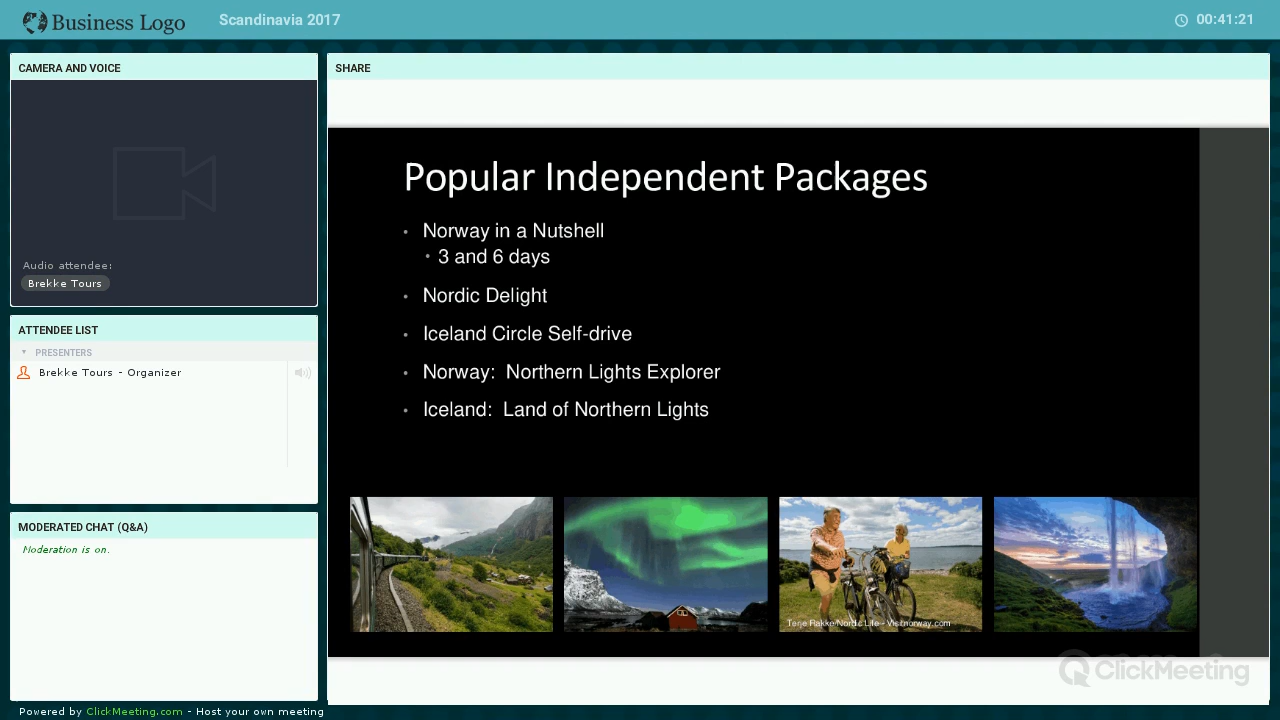 Business Logo
Scandinavia 2017
00:41:21
CAMERA AND VOICE
Audio attendee:
Brekke Tours
ATTENDEE LIST
PRESENTERS
Brekke Tours - Organizer
MODERATED CHAT (Q&A)
Moderation is on.
Powered by ClickMeeting.com - Host your own meeting
SHARE
Popular Independent Packages
• Norway in a Nutshell
• 3 and 6 days
• Nordic Delight
• Iceland Circle Self-drive
• Norway: Northern Lights Explorer
• Iceland: Land of Northern Lights
Terje Rakke/Nordic Life - Visitnorway.com
ClickMeeting